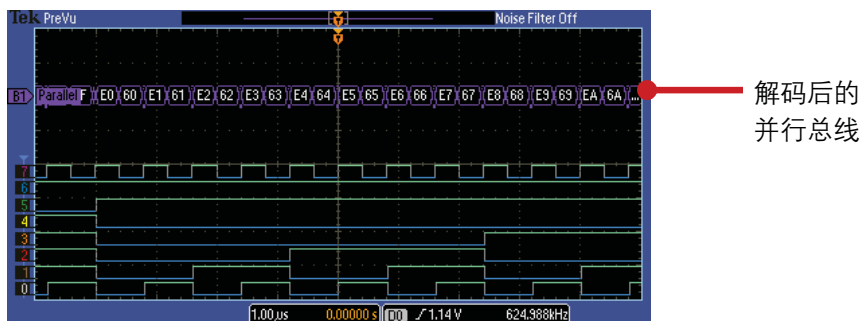 Tek PreVu Noise Filter Off
B1 Parallel F E0 60 E1 61 E2 62 E3 63 E4 64 E5 65 E6 66 E7 67 E8 68 E9 69 EA 6A ...
解码后的
并行总线
7
6
5
4
3
2
1
0
1.00µs 0.00000 s D0 1.14 V 624.988kHz